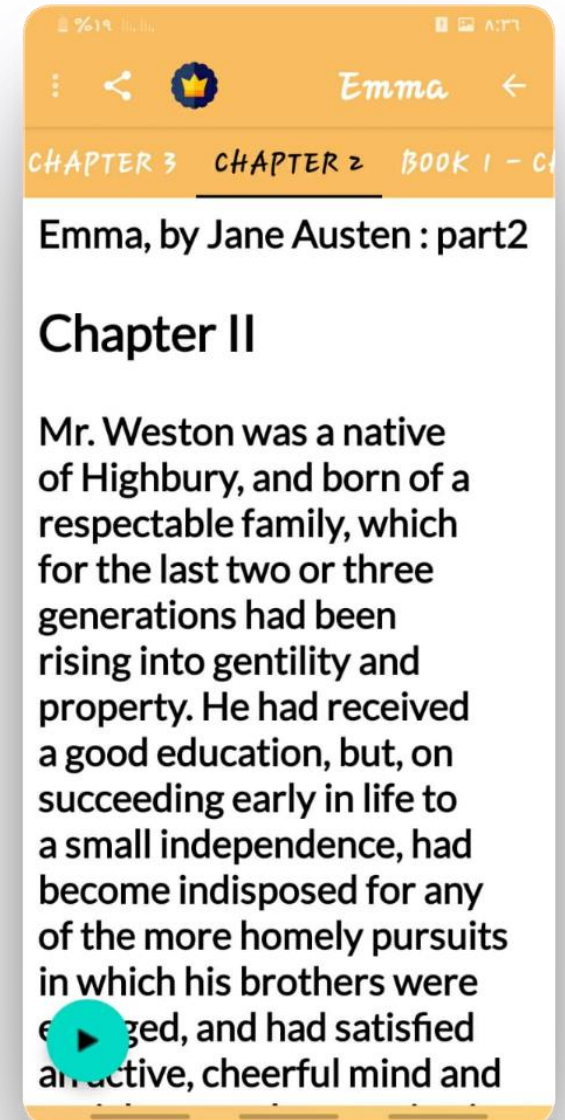 %١٩ ٨:٣٦
Emma
CHAPTER 3 CHAPTER 2 BOOK 1 – C
Emma, by Jane Austen : part2
Chapter II
Mr. Weston was a native
of Highbury, and born of a
respectable family, which
for the last two or three
generations had been
rising into gentility and
property. He had received
a good education, but, on
succeeding early in life to
a small independence, had
become indisposed for any
of the more homely pursuits
in which his brothers were
ged, and had satisfied
active, cheerful mind and